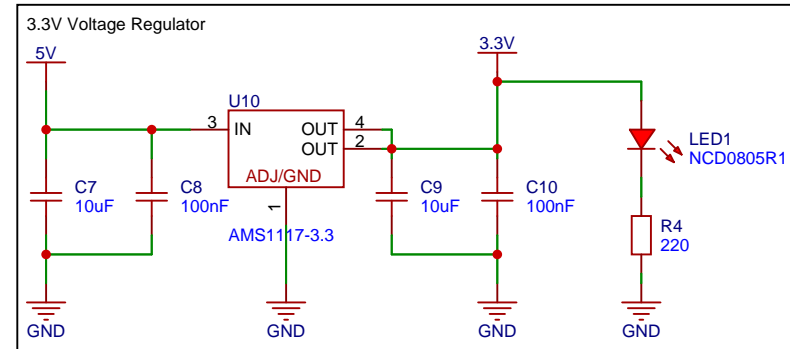 3.3V Voltage Regulator
5V
3.3V
U10
3
IN
OUT
4
OUT
2
ADJ/GND
1
AMS1117-3.3
C7
10uF
C8
100nF
C9
10uF
C10
100nF
LED1
NCD0805R1
R4
220
GND
GND
GND
GND